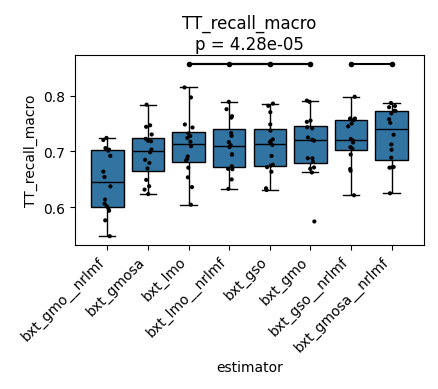 TT_recall_macro
p = 4.28e-05
TT_recall_macro
0.8
0.7
0.6
bxt_gmo__nrlmf
bxt_gmosa
bxt_lmo
bxt_lmo__nrlmf
bxt_gso
bxt_gmo
bxt_gso__nrlmf
bxt_gmosa__nrlmf
estimator